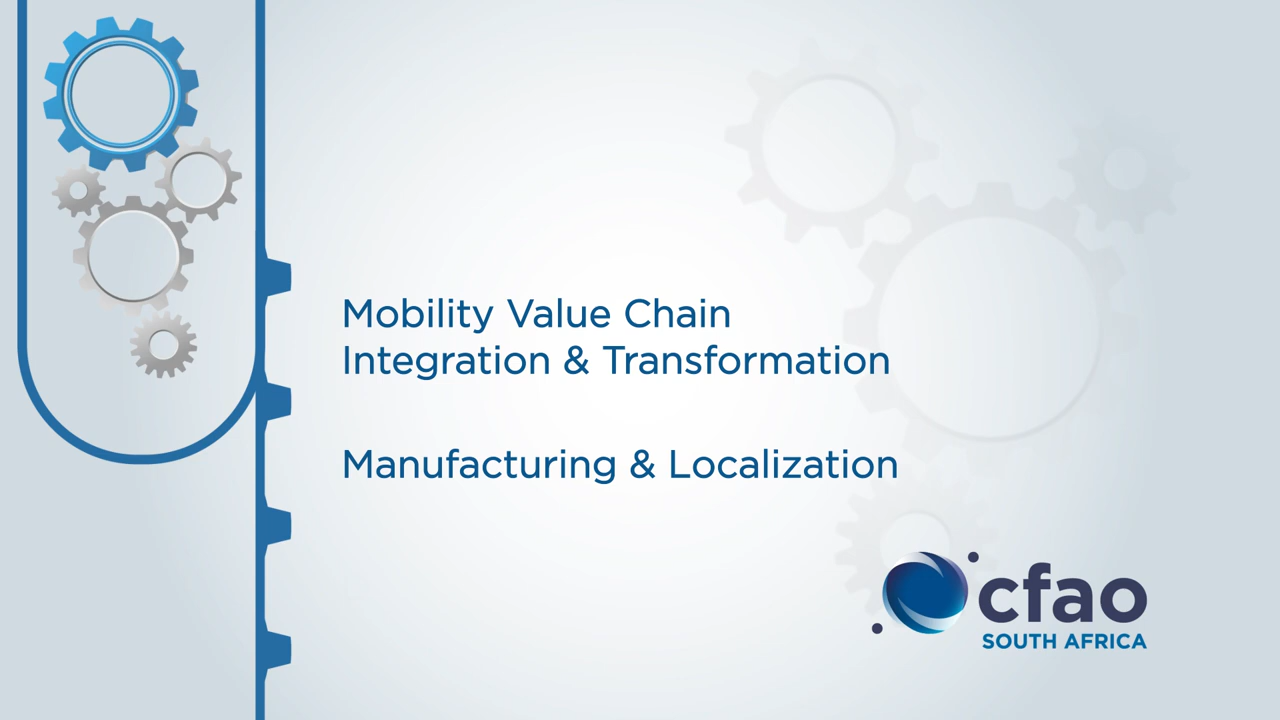 Mobility Value Chain
Integration & Transformation
Manufacturing & Localization
cfao
SOUTH AFRICA